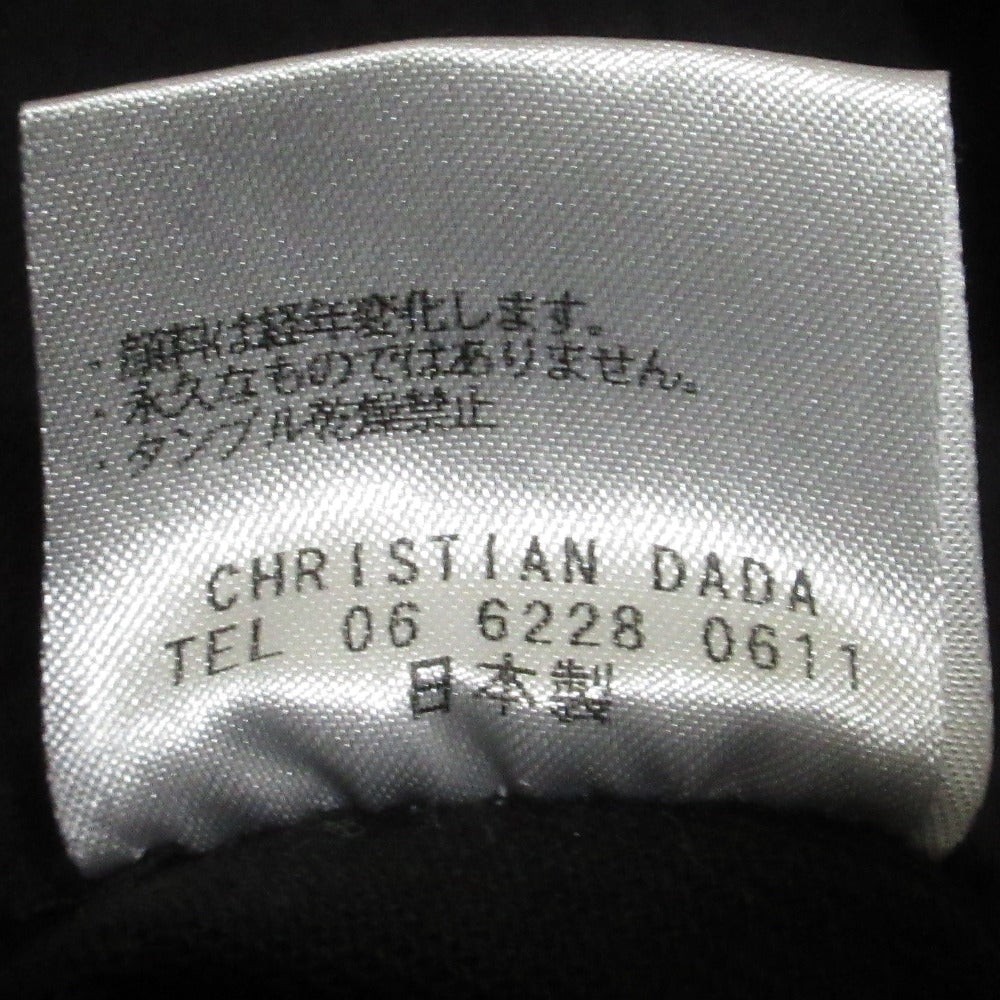 ・顔料は経年変化します。
・永久なものではありません。
・タンブル乾燥禁止
CHRISTIAN DADA
TEL 06 6228 0611
日本製